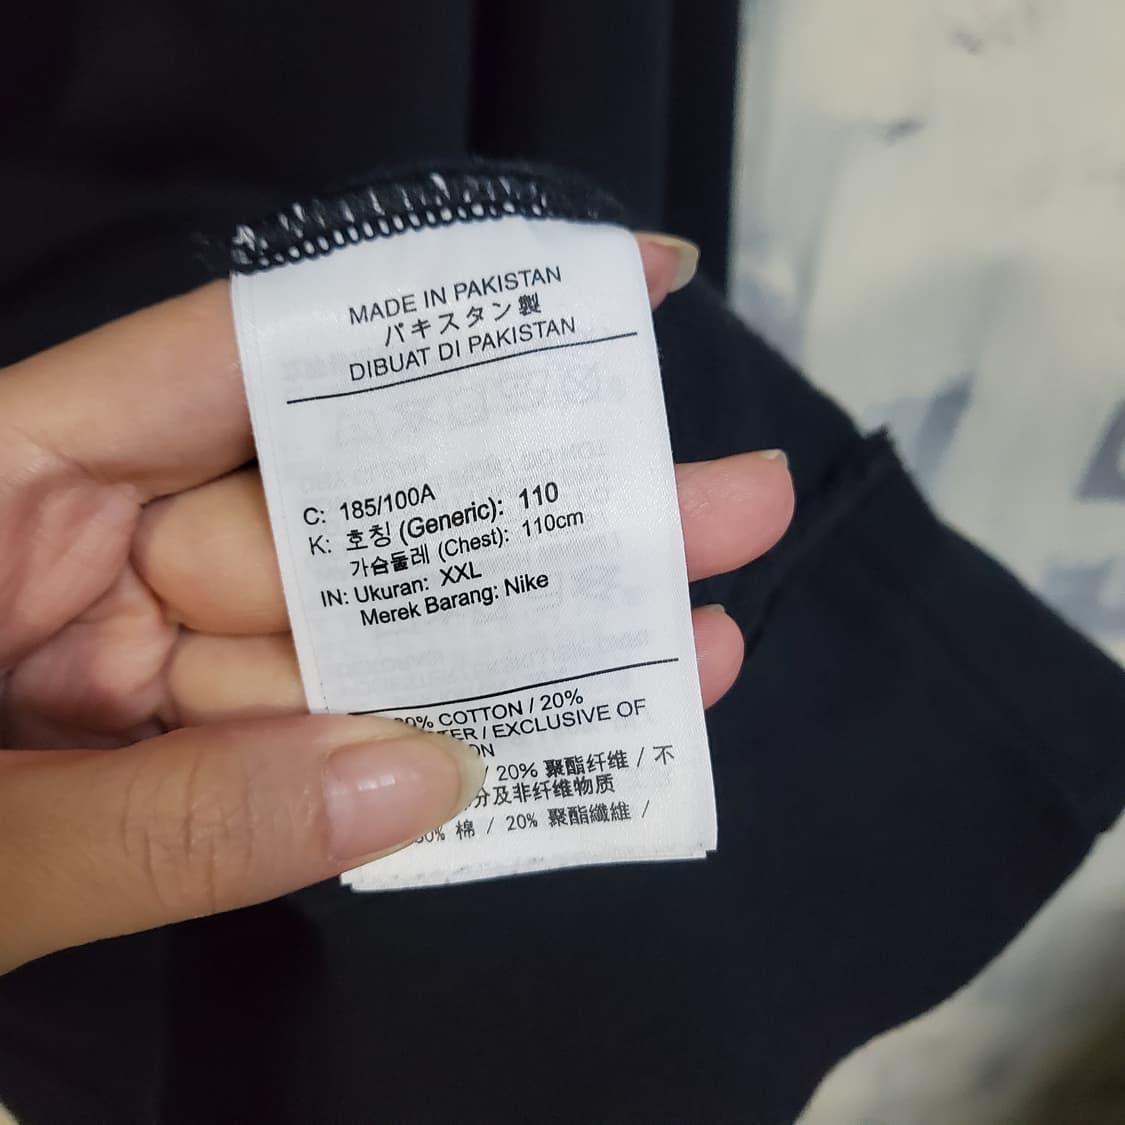 MADE IN PAKISTAN
パキスタン製
DIBUAT DI PAKISTAN
C: 185/100A
K: 호칭 (Generic): 110
가슴둘레 (Chest): 110cm
IN: Ukuran: XXL
Merek Barang: Nike
COTTON / 20%
/ EXCLUSIVE OF
/ 20% 聚酯纤维 / 不
分及非纤维物质
棉 / 20% 聚酯纖維 /